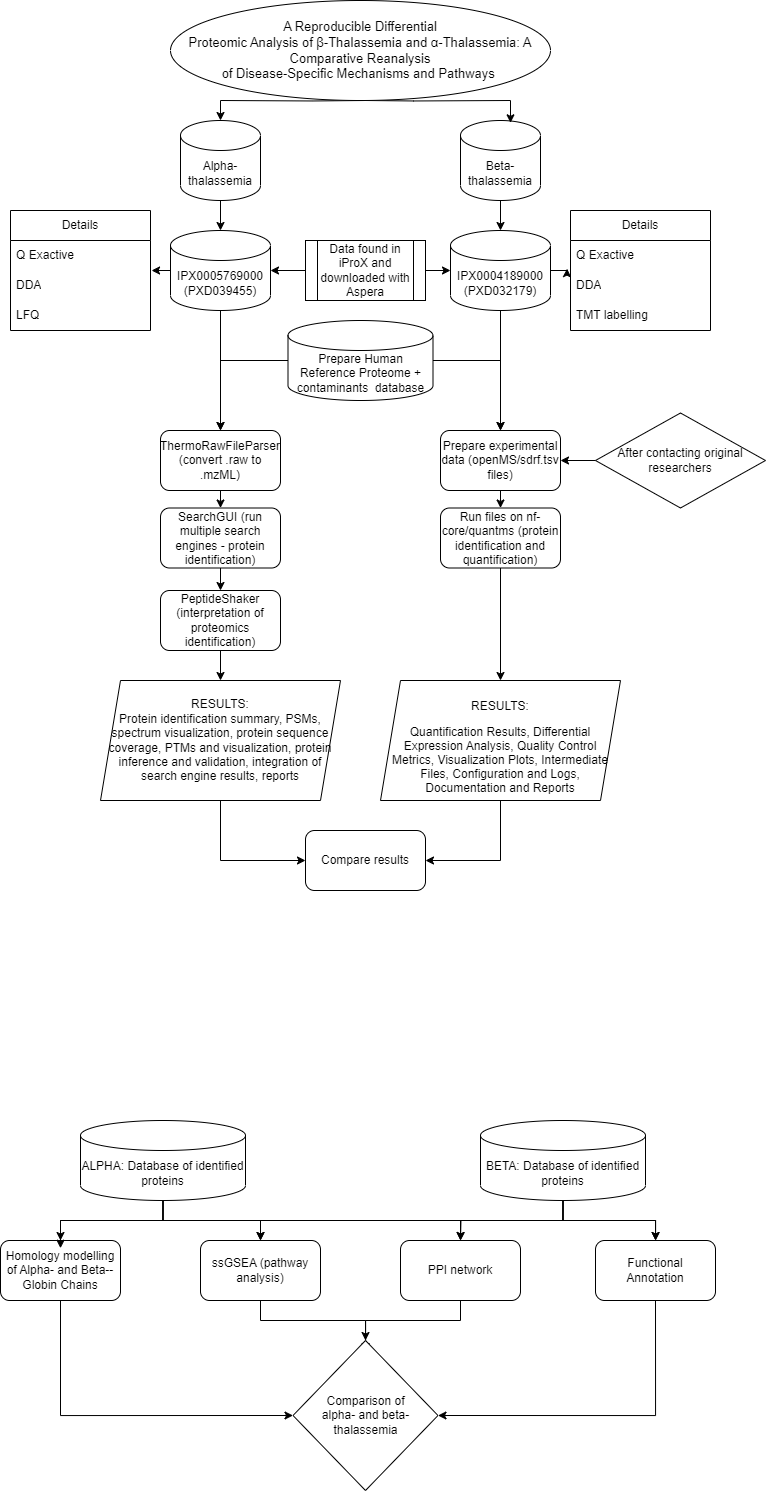 A Reproducible Differential
Proteomic Analysis of β-Thalassemia and α-Thalassemia: A
Comparative Reanalysis
of Disease-Specific Mechanisms and Pathways
Alpha-
thalassemia
Beta-
thalassemia
Details
Q Exactive
DDA
LFQ
IPX0005769000
(PXD039455)
Data found in
iProX and
downloaded with
Aspera
IPX0004189000
(PXD032179)
Details
Q Exactive
DDA
TMT labelling
Prepare Human
Reference Proteome +
contaminants database
ThermoRawFileParser
(convert .raw to
.mzML)
Prepare experimental
data (openMS/sdrf.tsv
files)
After contacting original
researchers
SearchGUI (run
multiple search
engines - protein
identification)
Run files on nf-
core/quantms (protein
identification and
quantification)
PeptideShaker
(interpretation of
proteomics
identification)
RESULTS:
Protein identification summary, PSMs,
spectrum visualization, protein sequence
coverage, PTMs and visualization, protein
inference and validation, integration of
search engine results, reports
RESULTS:
Quantification Results, Differential
Expression Analysis, Quality Control
Metrics, Visualization Plots, Intermediate
Files, Configuration and Logs,
Documentation and Reports
Compare results
ALPHA: Database of identified
proteins
BETA: Database of identified
proteins
Homology modelling
of Alpha- and Beta--
Globin Chains
ssGSEA (pathway
analysis)
PPI network
Functional
Annotation
Comparison of
alpha- and beta-
thalassemia